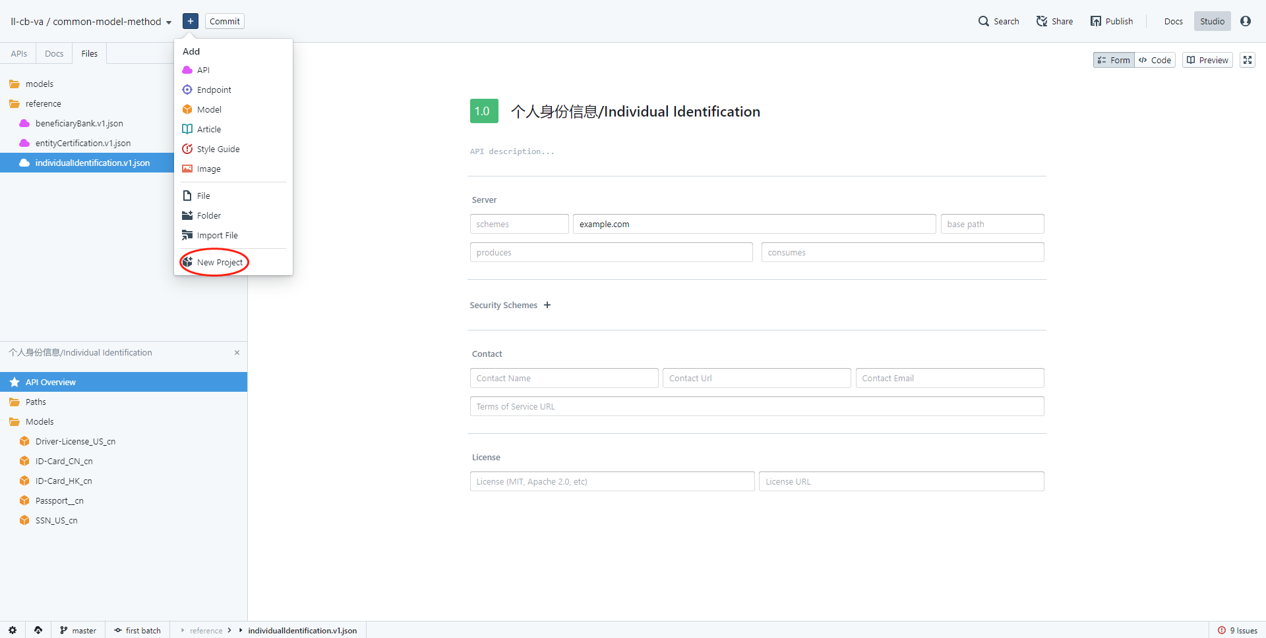 ll-cb-va / common-model-method
Commit
Search
Share
Publish
Docs
Studio
APIs
Docs
Files
models
reference
beneficiaryBank.v1.json
entityCertification.v1.json
individualIdentification.v1.json
Add
API
Endpoint
Model
Article
Style Guide
Image
File
Folder
Import File
New Project
Form
Code
Preview
1.0
个人身份信息/Individual Identification
API description...
Server
schemes
example.com
base path
produces
consumes
Security Schemes +
Contact
Contact Name
Contact Url
Contact Email
Terms of Service URL
License
License (MIT, Apache 2.0, etc)
License URL
个人身份信息/Individual Identification
API Overview
Paths
Models
Driver-License_US_cn
ID-Card_CN_cn
ID-Card_HK_cn
Passport__cn
SSN_US_cn
master
first batch
reference
individualIdentification.v1.json
9 Issues